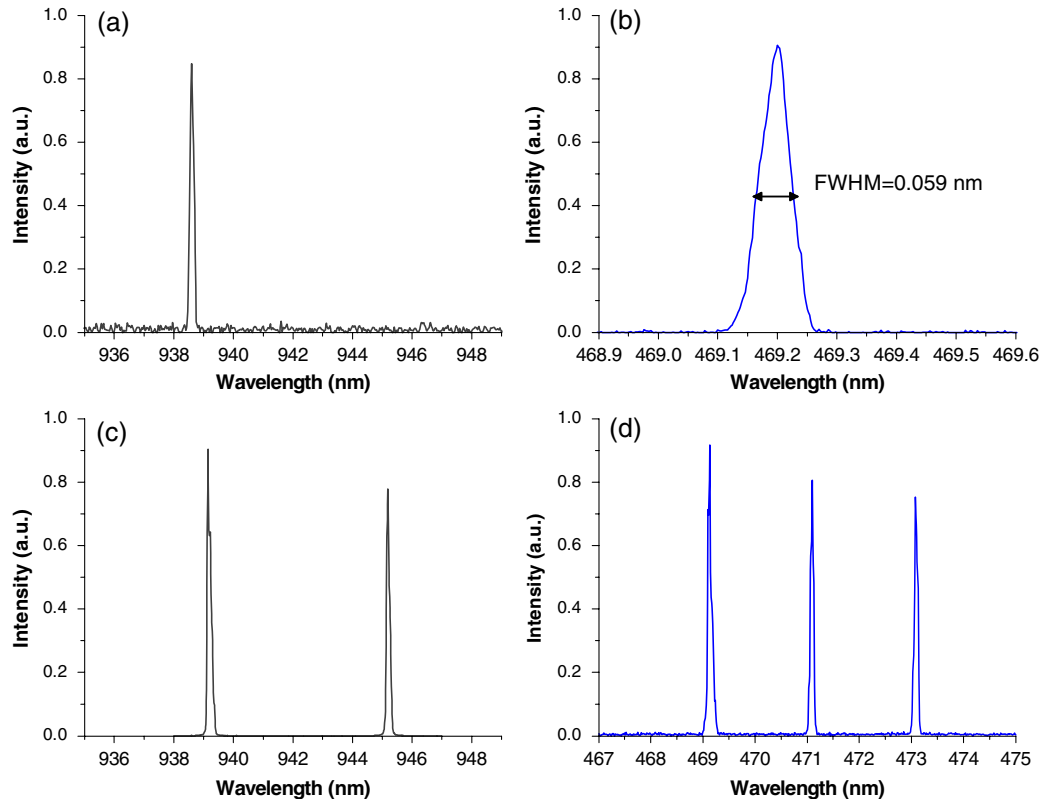 (a)
Intensity (a.u.)
1.0
0.8
0.6
0.4
0.2
0.0
936 938 940 942 944 946 948
Wavelength (nm)
(b)
Intensity (a.u.)
1.0
0.8
0.6
0.4
0.2
0.0
FWHM=0.059 nm
468.9 469.0 469.1 469.2 469.3 469.4 469.5 469.6
Wavelength (nm)
(c)
Intensity (a.u.)
1.0
0.8
0.6
0.4
0.2
0.0
936 938 940 942 944 946 948
Wavelength (nm)
(d)
Intensity (a.u.)
1.0
0.8
0.6
0.4
0.2
0.0
467 468 469 470 471 472 473 474 475
Wavelength (nm)